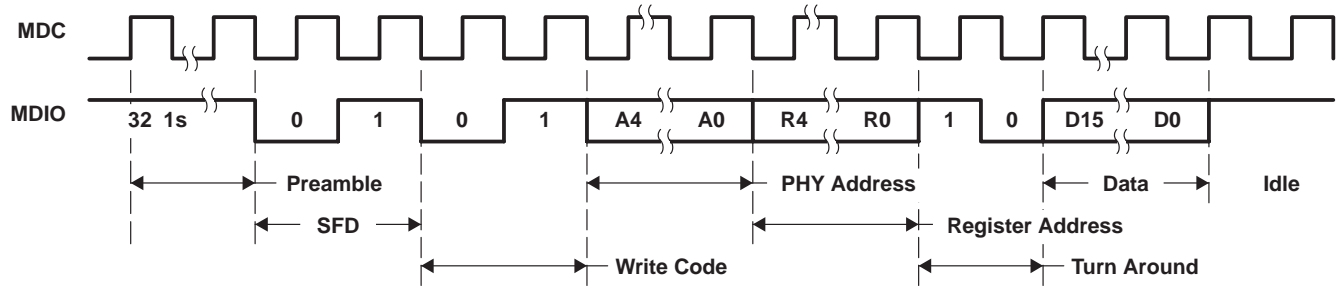 MDC
MDIO
32 1s 0 1 0 1 A4 A0 R4 R0 1 0 D15 D0
Preamble PHY Address Data Idle
SFD Register Address
Write Code Turn Around